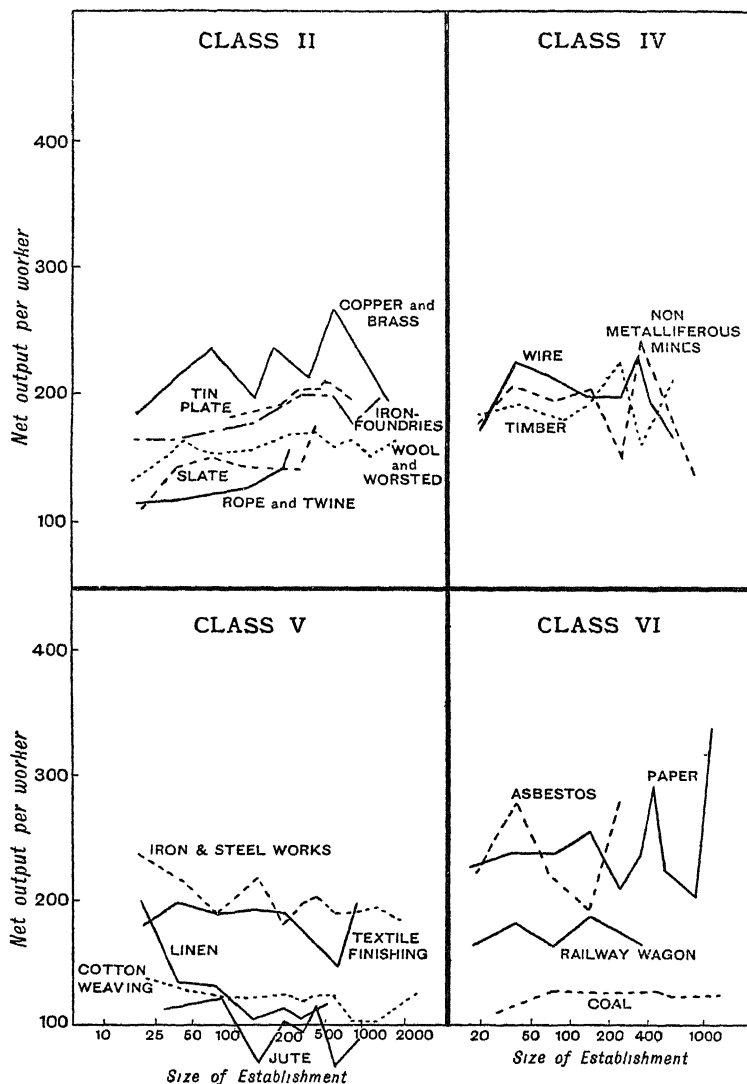 CLASS II
400
300
200
100
Net output per worker
COPPER and
BRASS
TIN
PLATE
IRON-
FOUNDRIES
WOOL
and
WORSTED
SLATE
ROPE and TWINE
CLASS IV
NON
METALLIFEROUS
MINES
WIRE
TIMBER
CLASS V
400
300
200
100
Net output per worker
IRON & STEEL WORKS
LINEN
TEXTILE
FINISHING
COTTON
WEAVING
JUTE
10 25 50 100 200 500 1000 2000
Size of Establishment
CLASS VI
ASBESTOS
PAPER
RAILWAY WAGON
COAL
20 40 100 200 400 1000
Size of Establishment